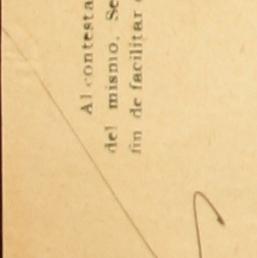 Al contesta
del mismo. Se
fin de facilitar